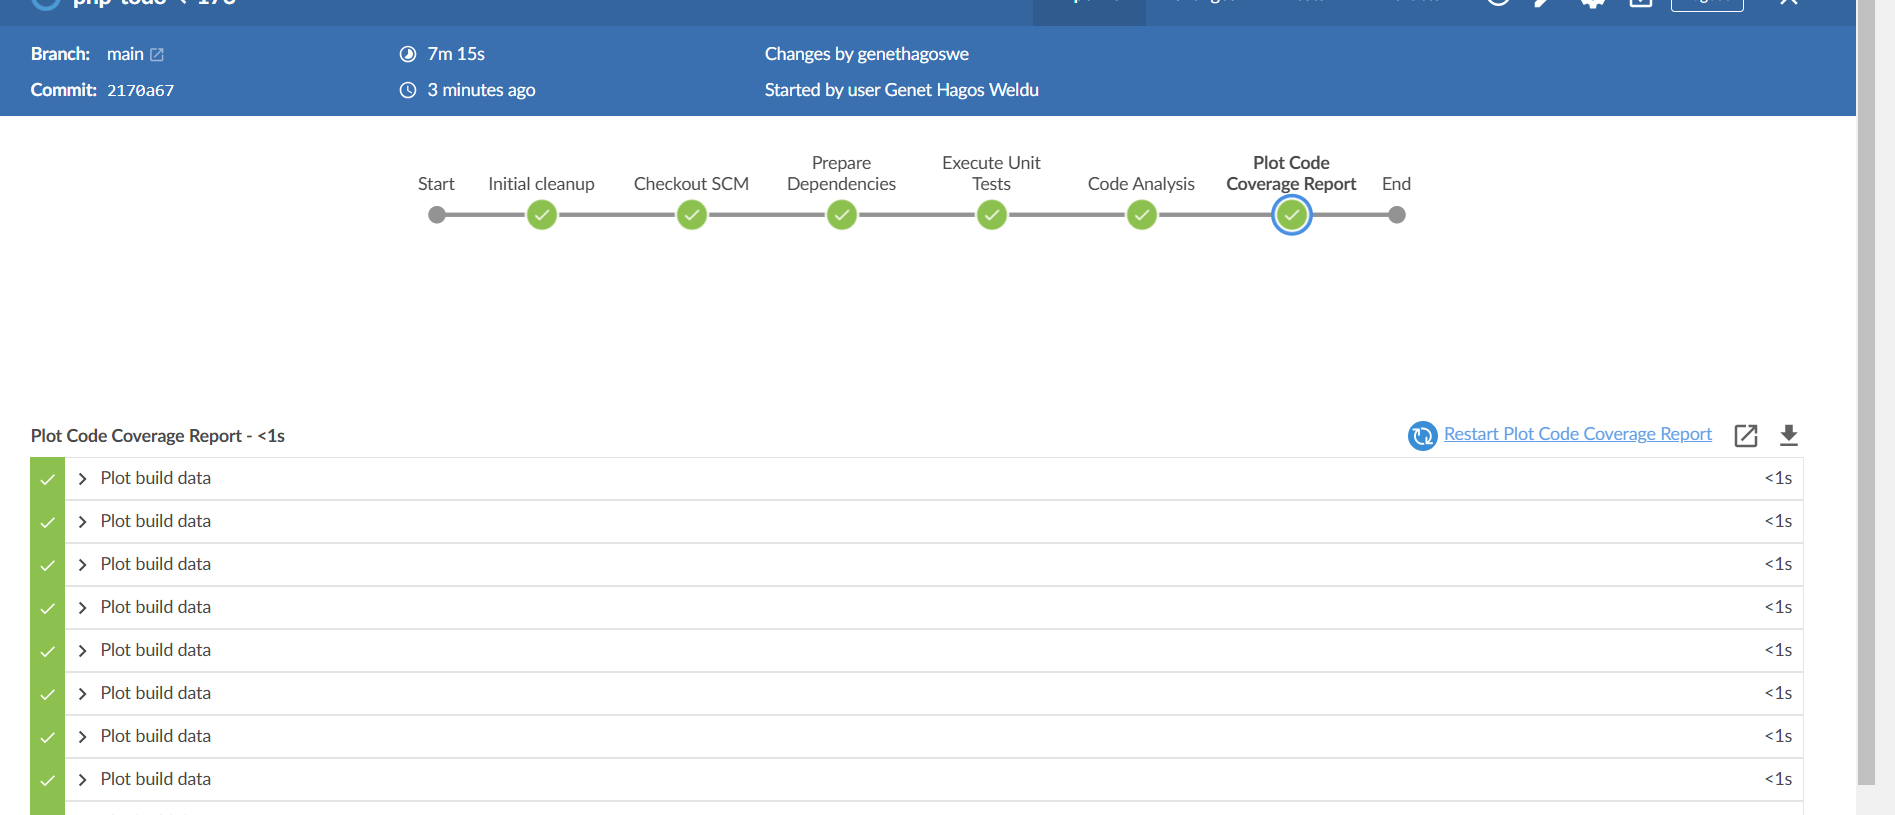 Branch: main
7m 15s
Changes by genethagoswe
Commit: 2170a67
3 minutes ago
Started by user Genet Hagos Weldu
Start
Initial cleanup
Checkout SCM
Prepare
Dependencies
Execute Unit
Tests
Code Analysis
Plot Code
Coverage Report
End
Plot Code Coverage Report - <1s
Restart Plot Code Coverage Report
Plot build data <1s
Plot build data <1s
Plot build data <1s
Plot build data <1s
Plot build data <1s
Plot build data <1s
Plot build data <1s
Plot build data <1s